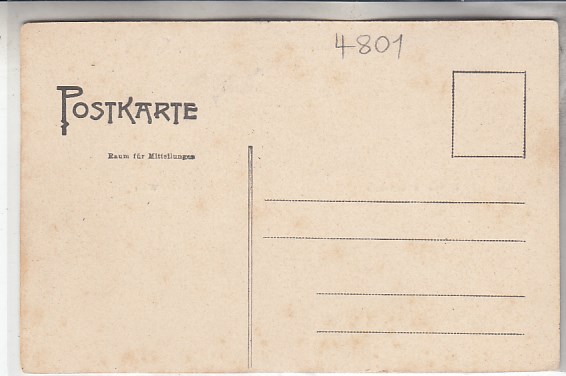 4801
POSTKARTE
Raum für Mitteilungen